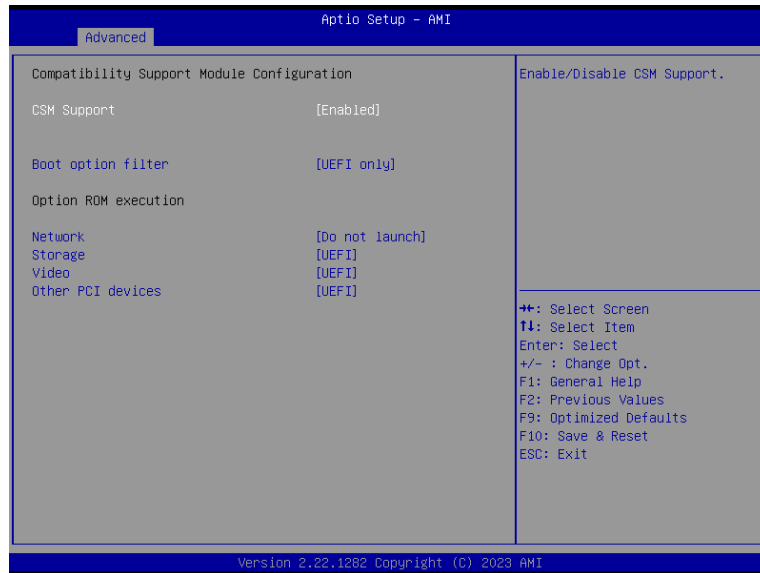 Aptio Setup – AMI
Advanced
Compatibility Support Module Configuration
CSM Support [Enabled]
Boot option filter [UEFI only]
Option ROM execution
Network [Do not launch]
Storage [UEFI]
Video [UEFI]
Other PCI devices [UEFI]
Enable/Disable CSM Support.
→←: Select Screen
↑↓: Select Item
Enter: Select
+/- : Change Opt.
F1: General Help
F2: Previous Values
F9: Optimized Defaults
F10: Save & Reset
ESC: Exit
Version 2.22.1282 Copyright (C) 2023 AMI